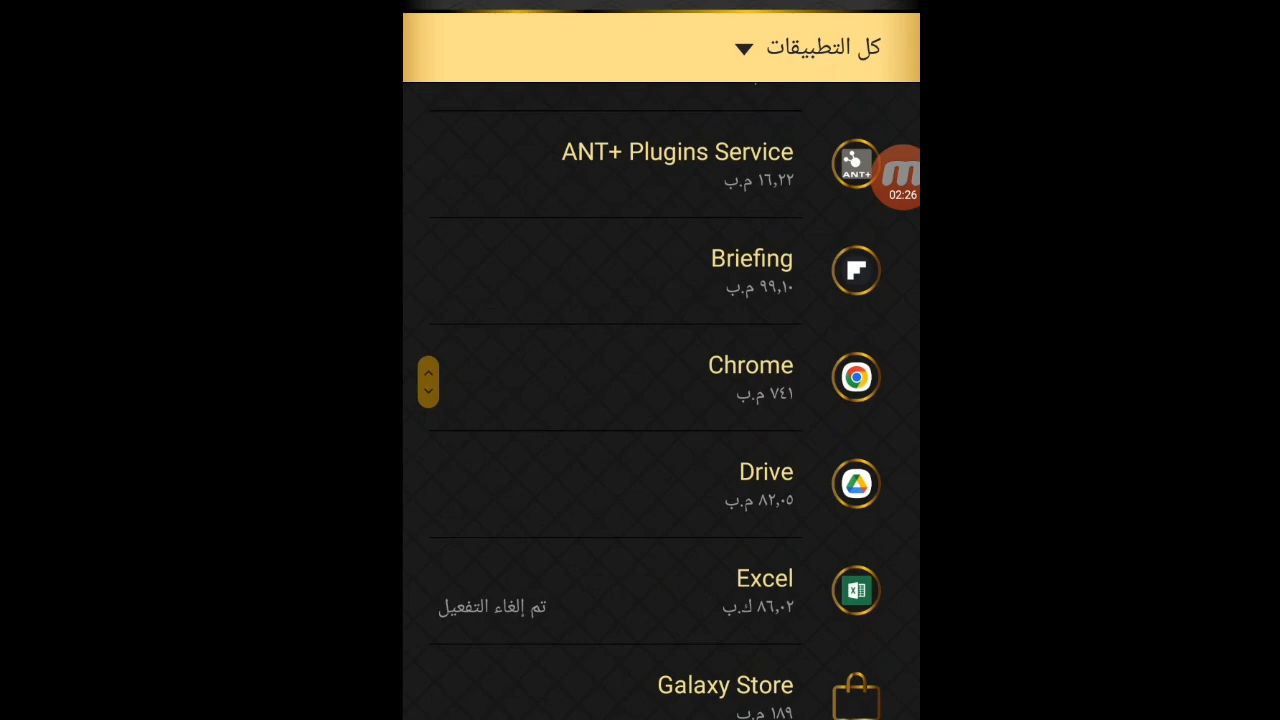 كل التطبيقات
ANT+ Plugins Service
١٦,٢٢ م.ب
ANT+
02:26
Briefing
٩٩,١٠ م.ب
Chrome
٧٤١ م.ب
Drive
٨٢,٠٥ م.ب
Excel
٨٦,٠٢ ك.ب
تم إلغاء التفعيل
Galaxy Store
١٨٩ م.ب